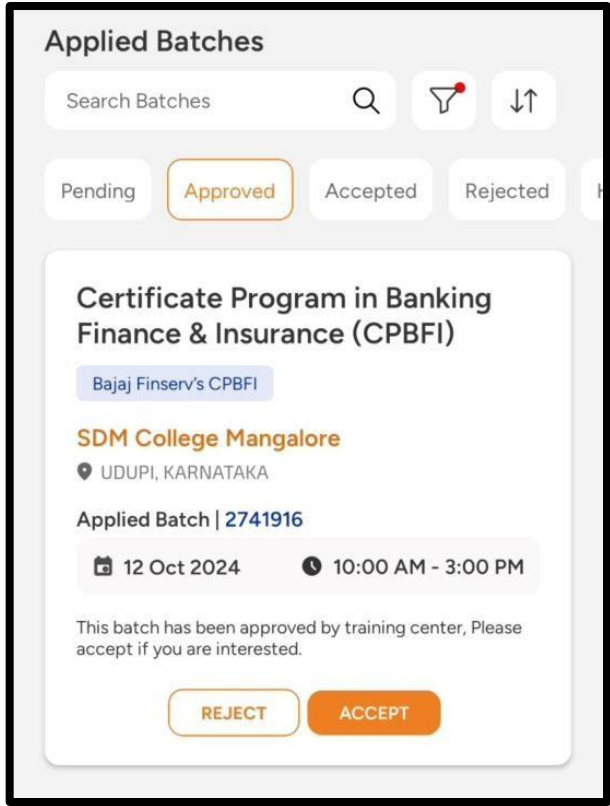 Applied Batches
Search Batches
Pending Approved Accepted Rejected
Certificate Program in Banking
Finance & Insurance (CPBFI)
Bajaj Finserv's CPBFI
SDM College Mangalore
UDUPI, KARNATAKA
Applied Batch | 2741916
12 Oct 2024 10:00 AM - 3:00 PM
This batch has been approved by training center, Please
accept if you are interested.
REJECT ACCEPT